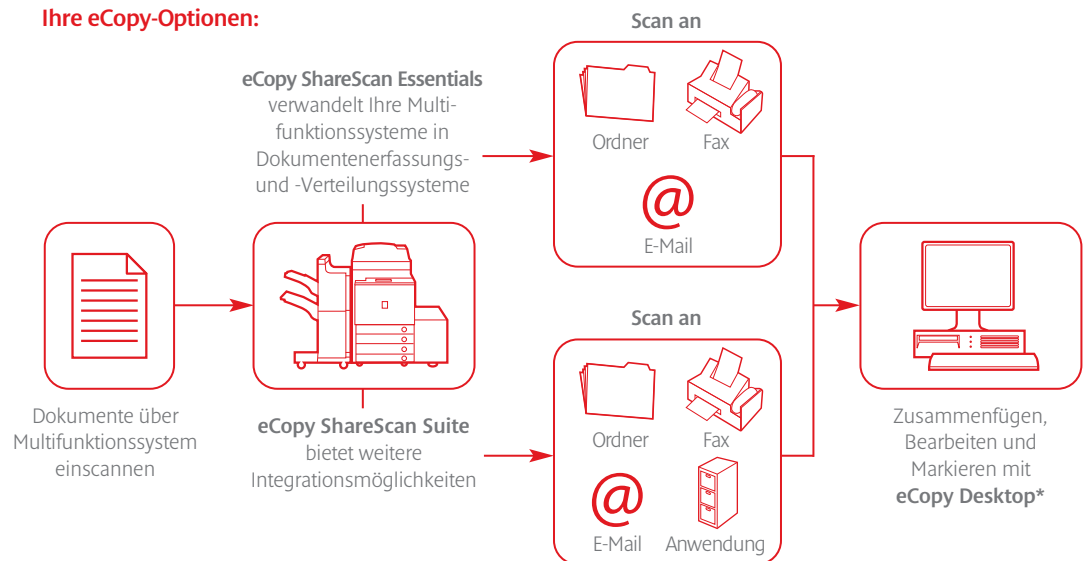 Ihre eCopy-Optionen:
Dokumente über
Multifunktionssystem
einscannen
eCopy ShareScan Essentials
verwandelt Ihre Multi-
funktionssysteme in
Dokumentenerfassungs-
und -Verteilungssysteme
eCopy ShareScan Suite
bietet weitere
Integrationsmöglichkeiten
Scan an
Ordner
Fax
@
E-Mail
Scan an
Ordner
Fax
@
E-Mail
Anwendung
Zusammenfügen,
Bearbeiten und
Markieren mit
eCopy Desktop*